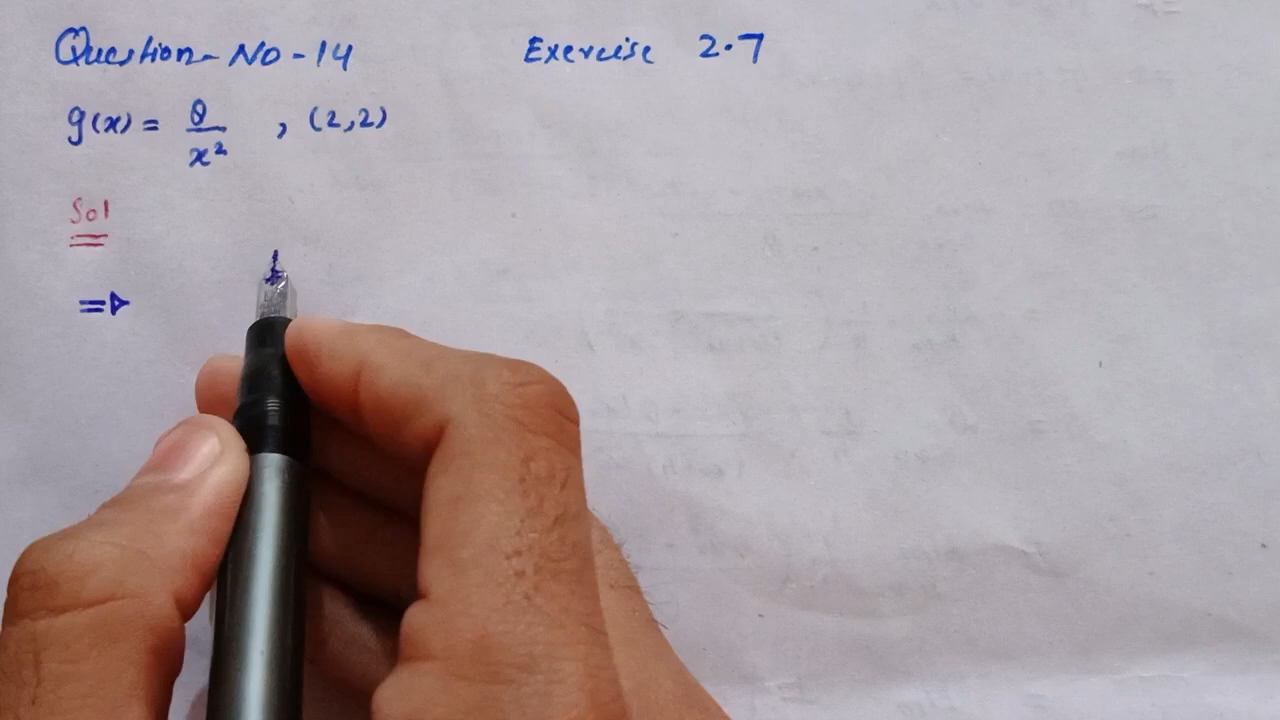 Question No - 14 Exercise 2.7
g(x) = 8/x² , (2,2)
Sol
⇒